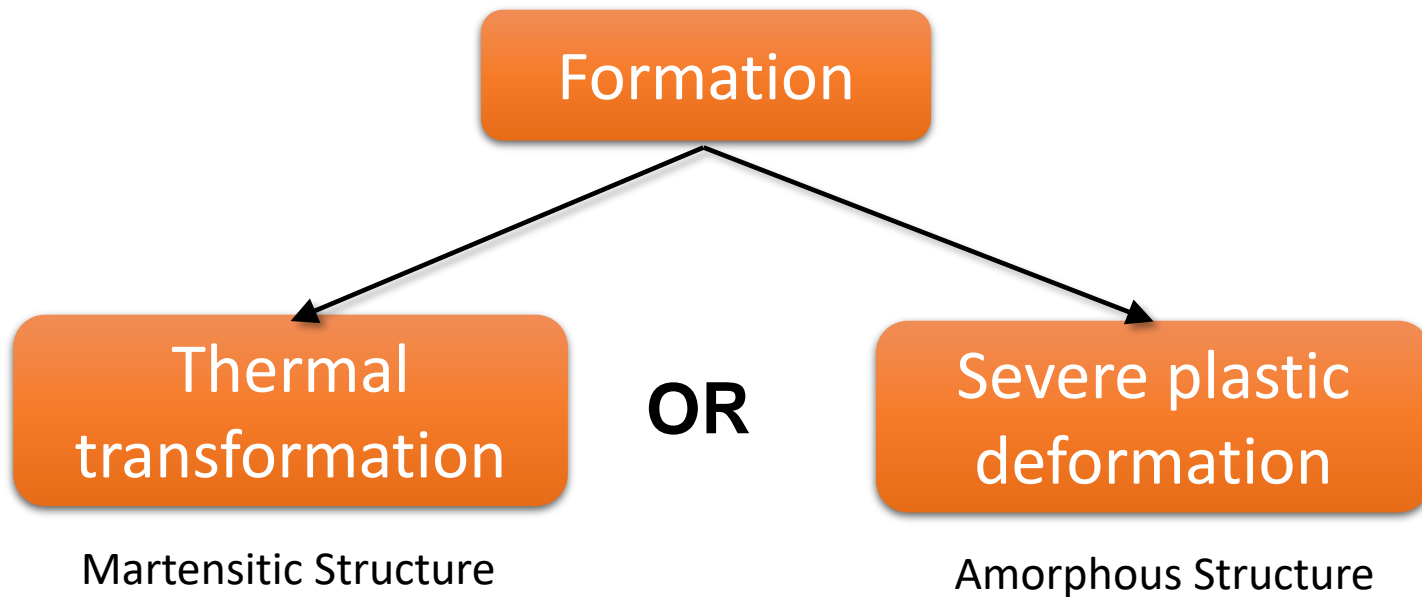 Formation
Thermal
transformation
OR
Severe plastic
deformation
Martensitic Structure
Amorphous Structure